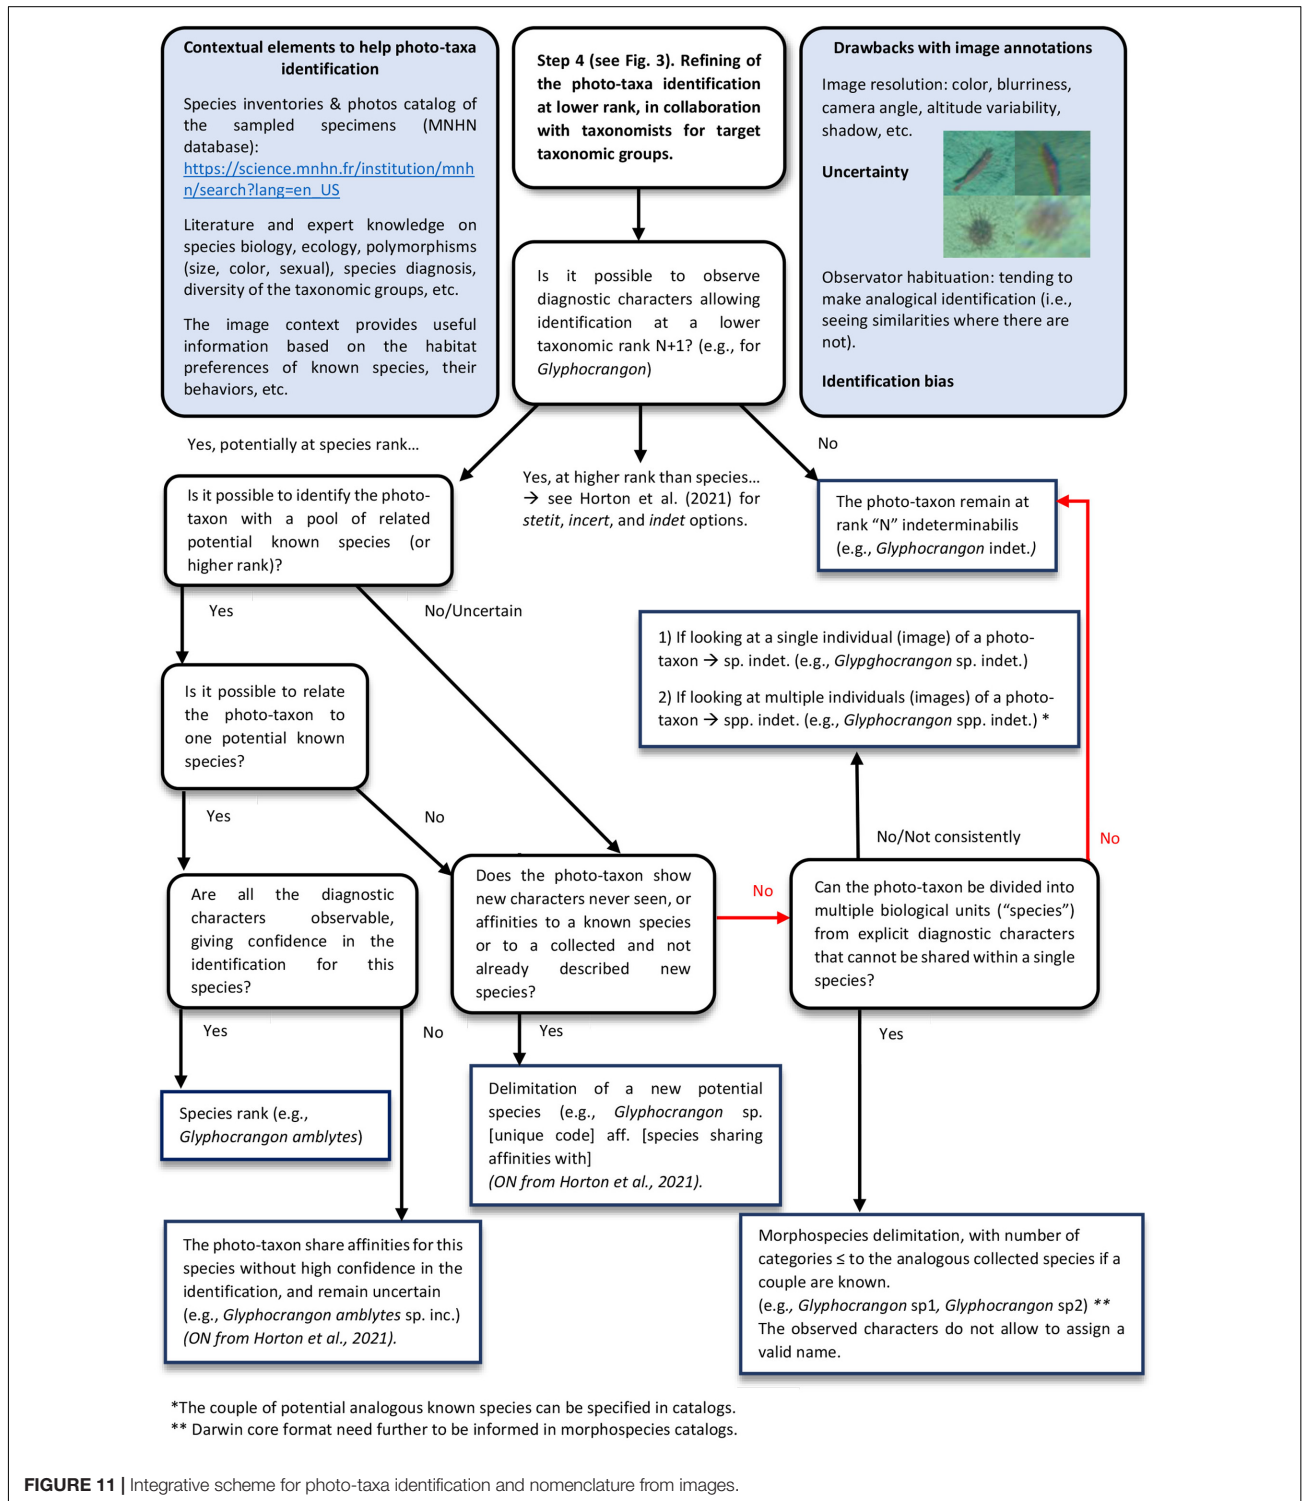 Contextual elements to help photo-taxa
identification
Species inventories & photos catalog of
the sampled specimens (MNHN
database):
https://science.mnhn.fr/institution/mnh
n/search?lang=en_US
Literature and expert knowledge on
species biology, ecology, polymorphisms
(size, color, sexual), species diagnosis,
diversity of the taxonomic groups, etc.
The image context provides useful
information based on the habitat
preferences of known species, their
behaviors, etc.
Step 4 (see Fig. 3). Refining of
the photo-taxa identification
at lower rank, in collaboration
with taxonomists for target
taxonomic groups.
Drawbacks with image annotations
Image resolution: color, blurriness,
camera angle, altitude variability,
shadow, etc.
Uncertainty
Observator habituation: tending to
make analogical identification (i.e.,
seeing similarities where there are
not).
Identification bias
Is it possible to observe
diagnostic characters allowing
identification at a lower
taxonomic rank N+1? (e.g., for
Glyphocrangon)
Yes, potentially at species rank…
Yes, at higher rank than species…
→ see Horton et al. (2021) for
stetit, incert, and indet options.
No
Is it possible to identify the photo-
taxon with a pool of related
potential known species (or
higher rank)?
The photo-taxon remain at
rank “N” indeterminabilis
(e.g., Glyphocrangon indet.)
Yes
No/Uncertain
1) If looking at a single individual (image) of a photo-
taxon → sp. indet. (e.g., Glypghocrangon sp. indet.)
2) If looking at multiple individuals (images) of a photo-
taxon → spp. indet. (e.g., Glyphocrangon spp. indet.) *
Is it possible to relate
the photo-taxon to
one potential known
species?
Yes
No
No/Not consistently
No
Are all the diagnostic
characters observable,
giving confidence in the
identification for this
species?
Does the photo-taxon show
new characters never seen, or
affinities to a known species
or to a collected and not
already described new
species?
No
Can the photo-taxon be divided into
multiple biological units (“species”)
from explicit diagnostic characters
that cannot be shared within a single
species?
Yes
No
Yes
Yes
Species rank (e.g.,
Glyphocrangon amblytes)
Delimitation of a new potential
species (e.g., Glyphocrangon sp.
[unique code] aff. [species sharing
affinities with]
(ON from Horton et al., 2021).
The photo-taxon share affinities for this
species without high confidence in the
identification, and remain uncertain
(e.g., Glyphocrangon amblytes sp. inc.)
(ON from Horton et al., 2021).
Morphospecies delimitation, with number of
categories ≤ to the analogous collected species if a
couple are known.
(e.g., Glyphocrangon sp1, Glyphocrangon sp2) **
The observed characters do not allow to assign a
valid name.
*The couple of potential analogous known species can be specified in catalogs.
** Darwin core format need further to be informed in morphospecies catalogs.
FIGURE 11 | Integrative scheme for photo-taxa identification and nomenclature from images.